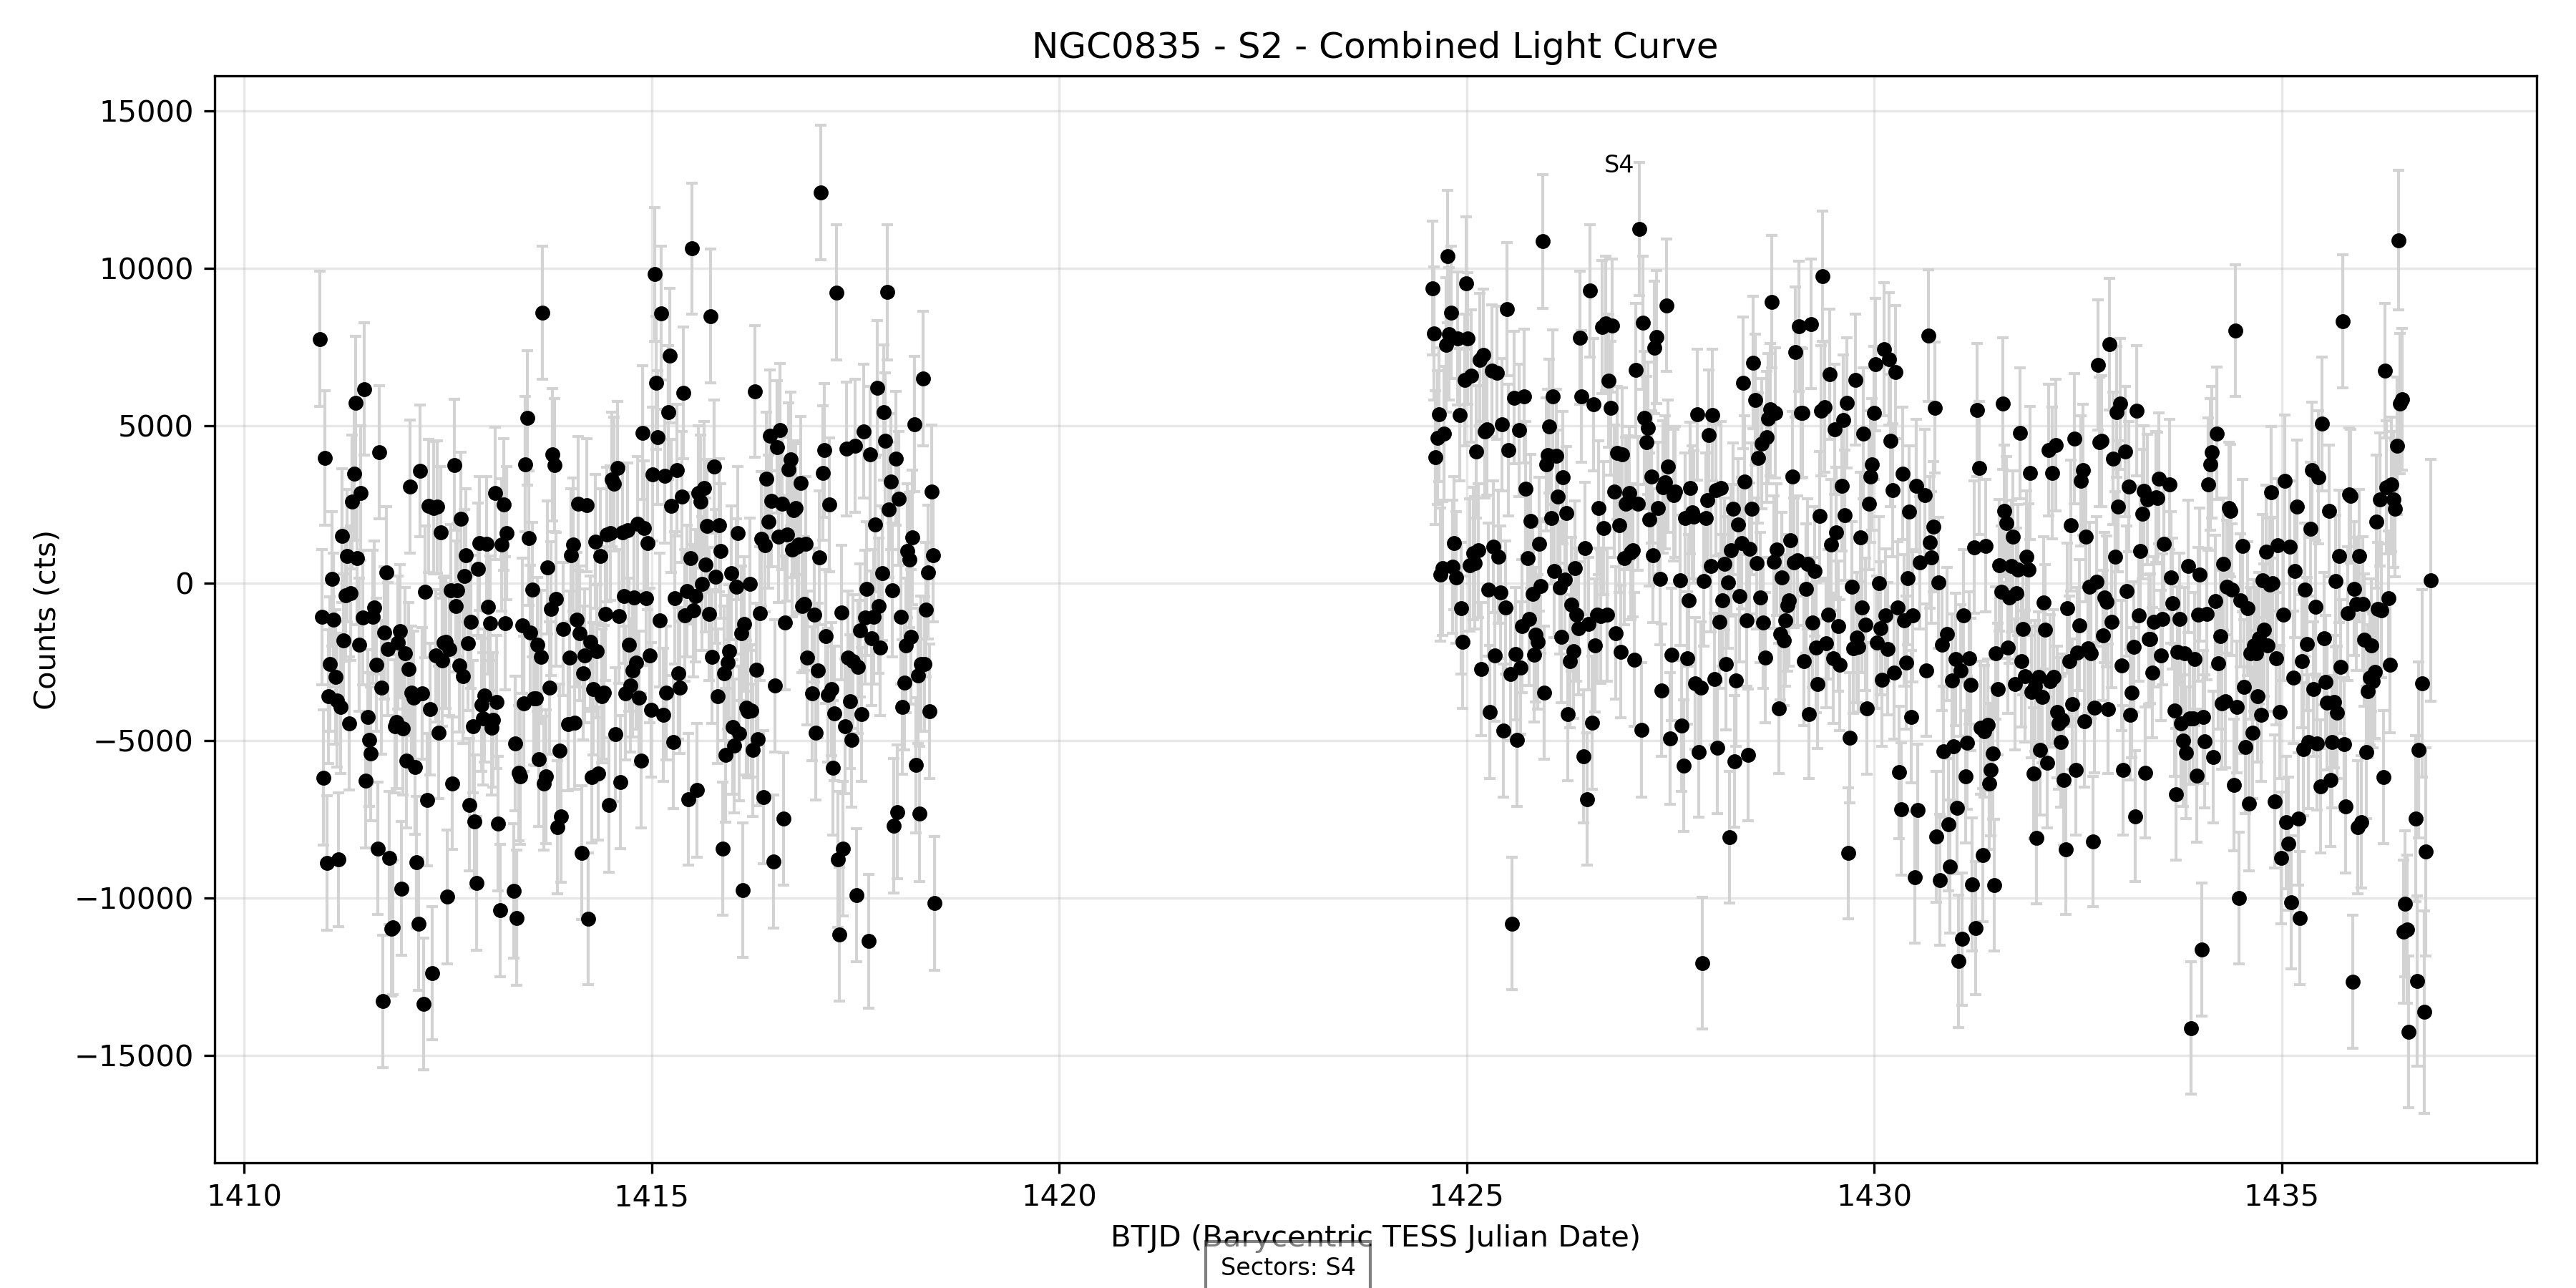 NGC0835 - S2 - Combined Light Curve
15000
10000
5000
0
−5000
−10000
−15000
Counts (cts)
S4
1410 1415 1420 1425 1430 1435
BTJD (Barycentric TESS Julian Date)
Sectors: S4